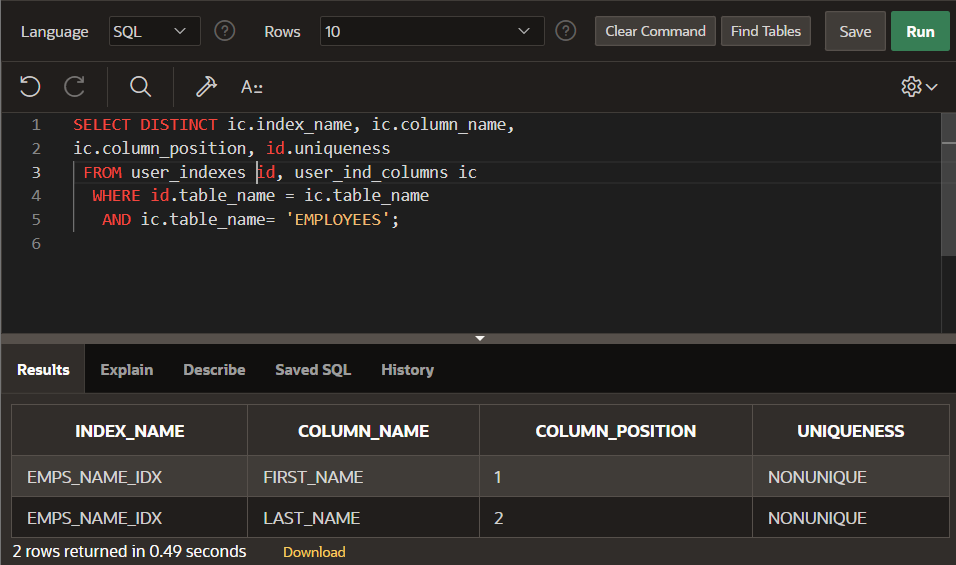 Language SQL Rows 10 Clear Command Find Tables Save Run
A::
1 SELECT DISTINCT ic.index_name, ic.column_name,
2 ic.column_position, id.uniqueness
3 FROM user_indexes id, user_ind_columns ic
4 WHERE id.table_name = ic.table_name
5 AND ic.table_name= 'EMPLOYEES';
6
Results Explain Describe Saved SQL History
INDEX_NAME COLUMN_NAME COLUMN_POSITION UNIQUENESS
EMPS_NAME_IDX FIRST_NAME 1 NONUNIQUE
EMPS_NAME_IDX LAST_NAME 2 NONUNIQUE
2 rows returned in 0.49 seconds Download